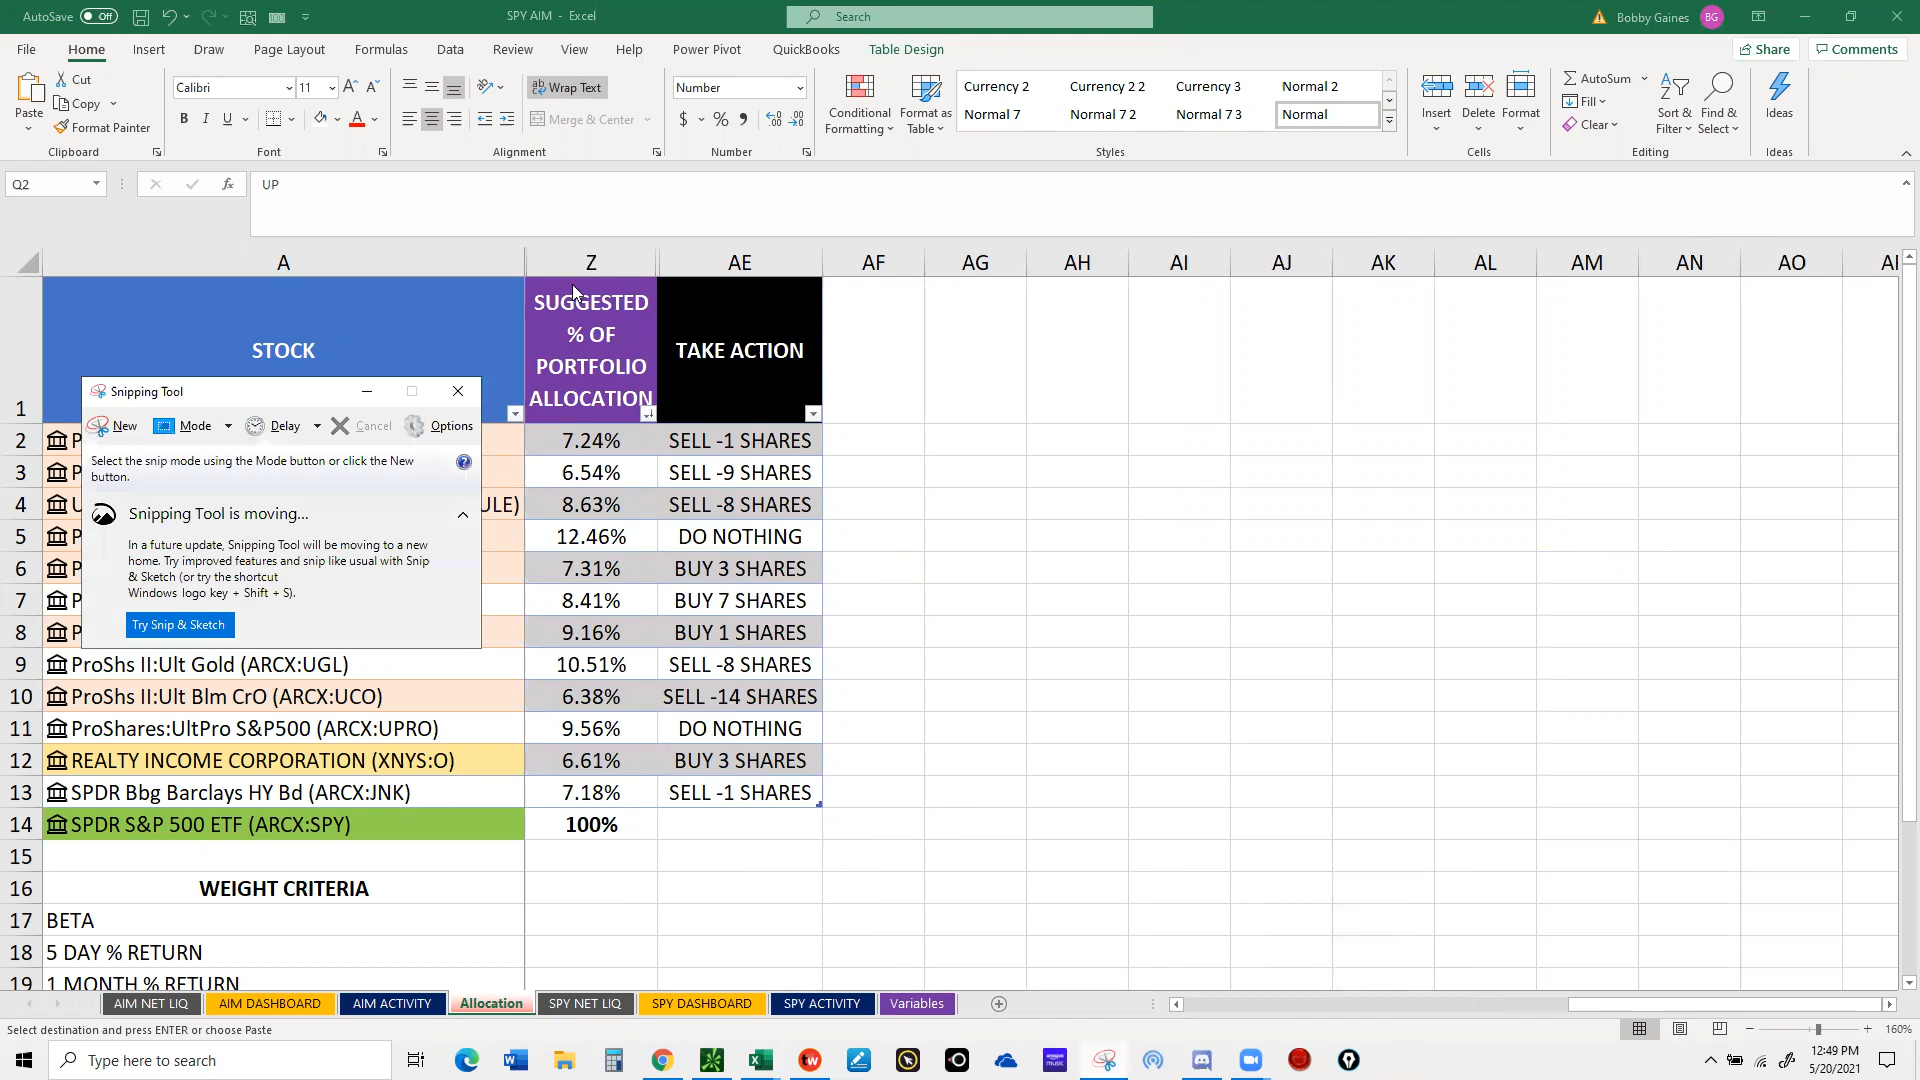 AutoSave Off SPY AIM - Excel Search Bobby Gaines BG
File Home Insert Draw Page Layout Formulas Data Review View Help Power Pivot QuickBooks Table Design Share Comments
Paste Cut Copy Format Painter
Clipboard
Calibri 11
B I U
Font
Wrap Text
Merge & Center
Alignment
Number
$ % ,
Number
Conditional Formatting
Format as Table
Currency 2 Currency 2 2 Currency 3 Normal 2
Normal 7 Normal 7 2 Normal 7 3 Normal
Styles
Insert Delete Format
Cells
AutoSum
Fill
Clear
Sort & Filter
Find & Select
Editing
Ideas
Ideas
Q2 fx UP
A Z AE AF AG AH AI AJ AK AL AM AN AO
1 STOCK
SUGGESTED
% OF
PORTFOLIO
ALLOCATION
TAKE ACTION
2 P 7.24% SELL -1 SHARES
3 P 6.54% SELL -9 SHARES
4 U ULE) 8.63% SELL -8 SHARES
5 P 12.46% DO NOTHING
6 P 7.31% BUY 3 SHARES
7 P 8.41% BUY 7 SHARES
8 P 9.16% BUY 1 SHARES
9 ProShs II:Ult Gold (ARCX:UGL) 10.51% SELL -8 SHARES
10 ProShs II:Ult Blm CrO (ARCX:UCO) 6.38% SELL -14 SHARES
11 ProShares:UltPro S&P500 (ARCX:UPRO) 9.56% DO NOTHING
12 REALTY INCOME CORPORATION (XNYS:O) 6.61% BUY 3 SHARES
13 SPDR Bbg Barclays HY Bd (ARCX:JNK) 7.18% SELL -1 SHARES
14 SPDR S&P 500 ETF (ARCX:SPY) 100%
15
16 WEIGHT CRITERIA
17 BETA
18 5 DAY % RETURN
19 1 MONTH % RETURN
Snipping Tool
New Mode Delay Cancel Options
Select the snip mode using the Mode button or click the New
button.
Snipping Tool is moving...
In a future update, Snipping Tool will be moving to a new
home. Try improved features and snip like usual with Snip
& Sketch (or try the shortcut
Windows logo key + Shift + S).
Try Snip & Sketch
AIM NET LIQ AIM DASHBOARD AIM ACTIVITY Allocation SPY NET LIQ SPY DASHBOARD SPY ACTIVITY Variables
Select destination and press ENTER or choose Paste 160%
Type here to search
12:49 PM
5/20/2021